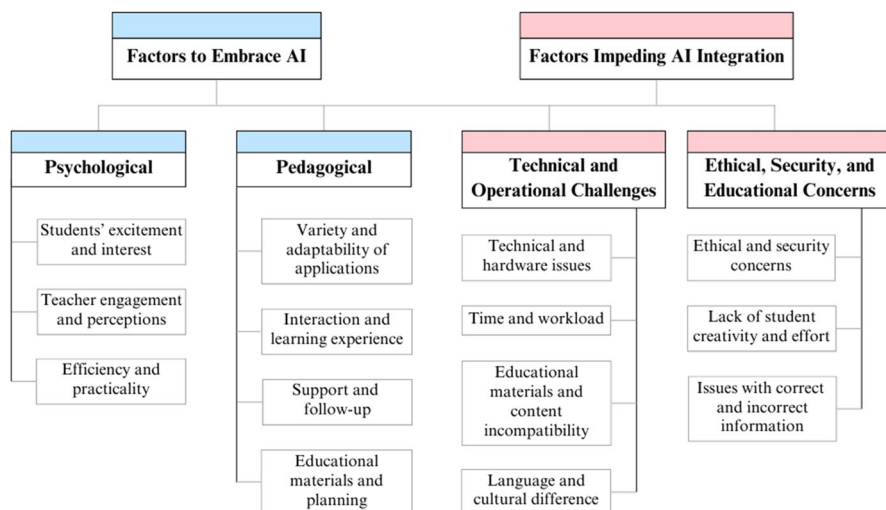 Factors to Embrace AI
Factors Impeding AI Integration
Psychological
Pedagogical
Technical and
Operational Challenges
Ethical, Security, and
Educational Concerns
Students’ excitement
and interest
Teacher engagement
and perceptions
Efficiency and
practicality
Variety and
adaptability of
applications
Interaction and
learning experience
Support and
follow-up
Educational
materials and
planning
Technical and
hardware issues
Time and workload
Educational
materials and
content
incompatibility
Language and
cultural difference
Ethical and security
concerns
Lack of student
creativity and effort
Issues with correct
and incorrect
information